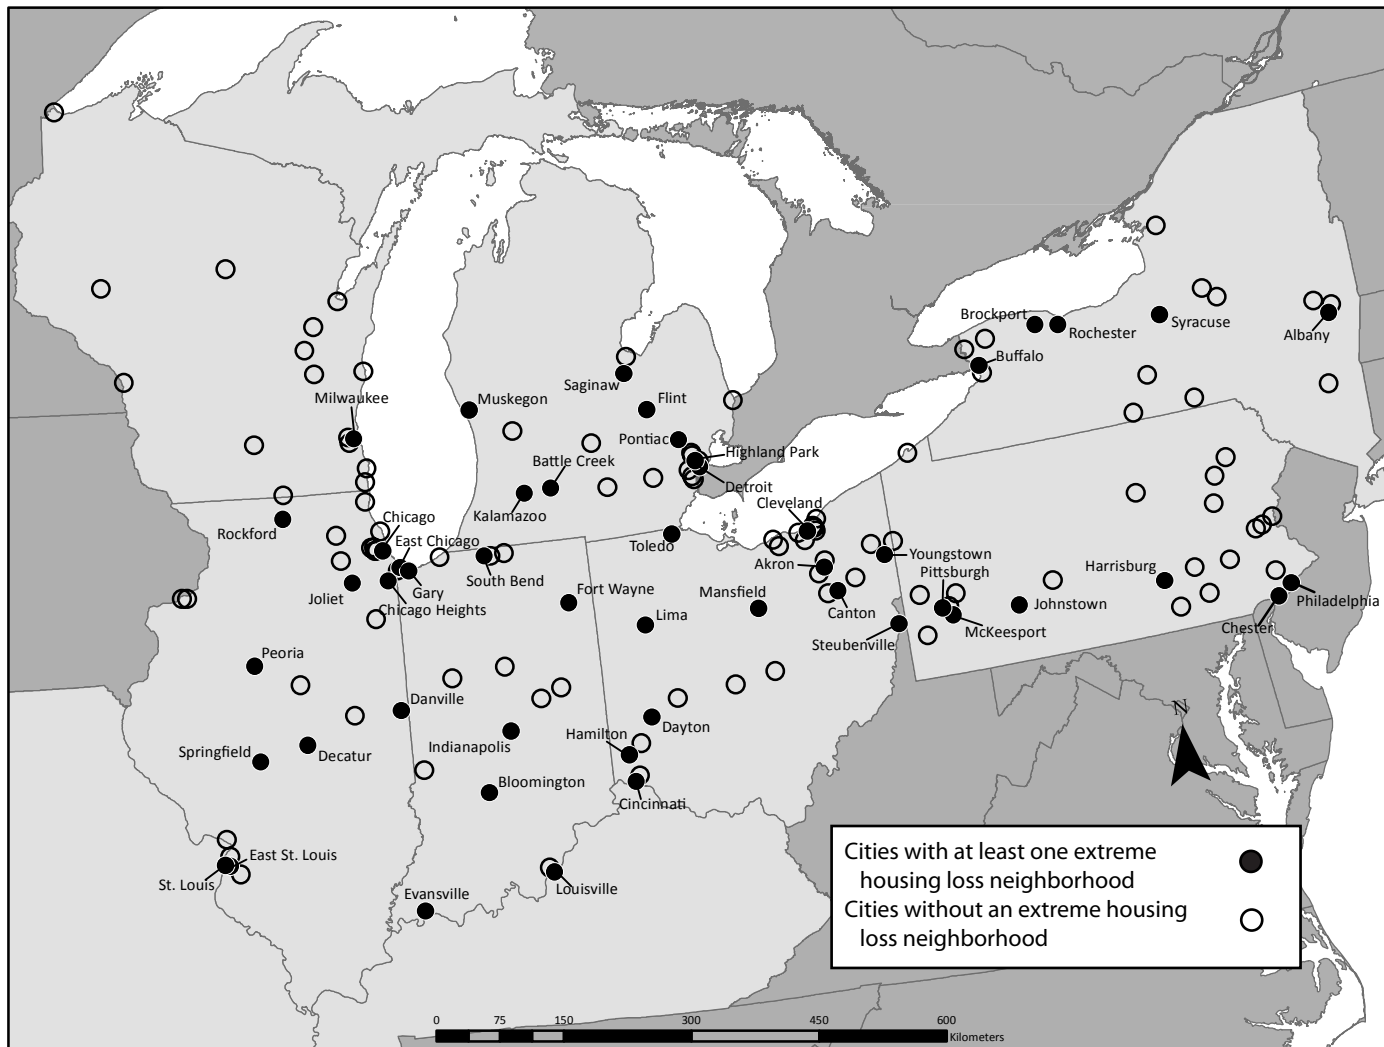 Brockport
Rochester
Syracuse
Albany
Buffalo
Saginaw
Flint
Milwaukee
Muskegon
Pontiac
Highland Park
Battle Creek
Detroit
Kalamazoo
Cleveland
Rockford
Chicago
East Chicago
Toledo
Youngstown
Akron
Pittsburgh
Harrisburg
South Bend
Gary
Joliet
Chicago Heights
Fort Wayne
Mansfield
Canton
Johnstown
Philadelphia
Lima
McKeesport
Chester
Steubenville
Peoria
Danville
N
Dayton
Hamilton
Indianapolis
Springfield
Decatur
Bloomington
Cincinnati
East St. Louis
St. Louis
Louisville
Evansville
Cities with at least one extreme
housing loss neighborhood
Cities without an extreme housing
loss neighborhood
0 75 150 300 450 600
Kilometers